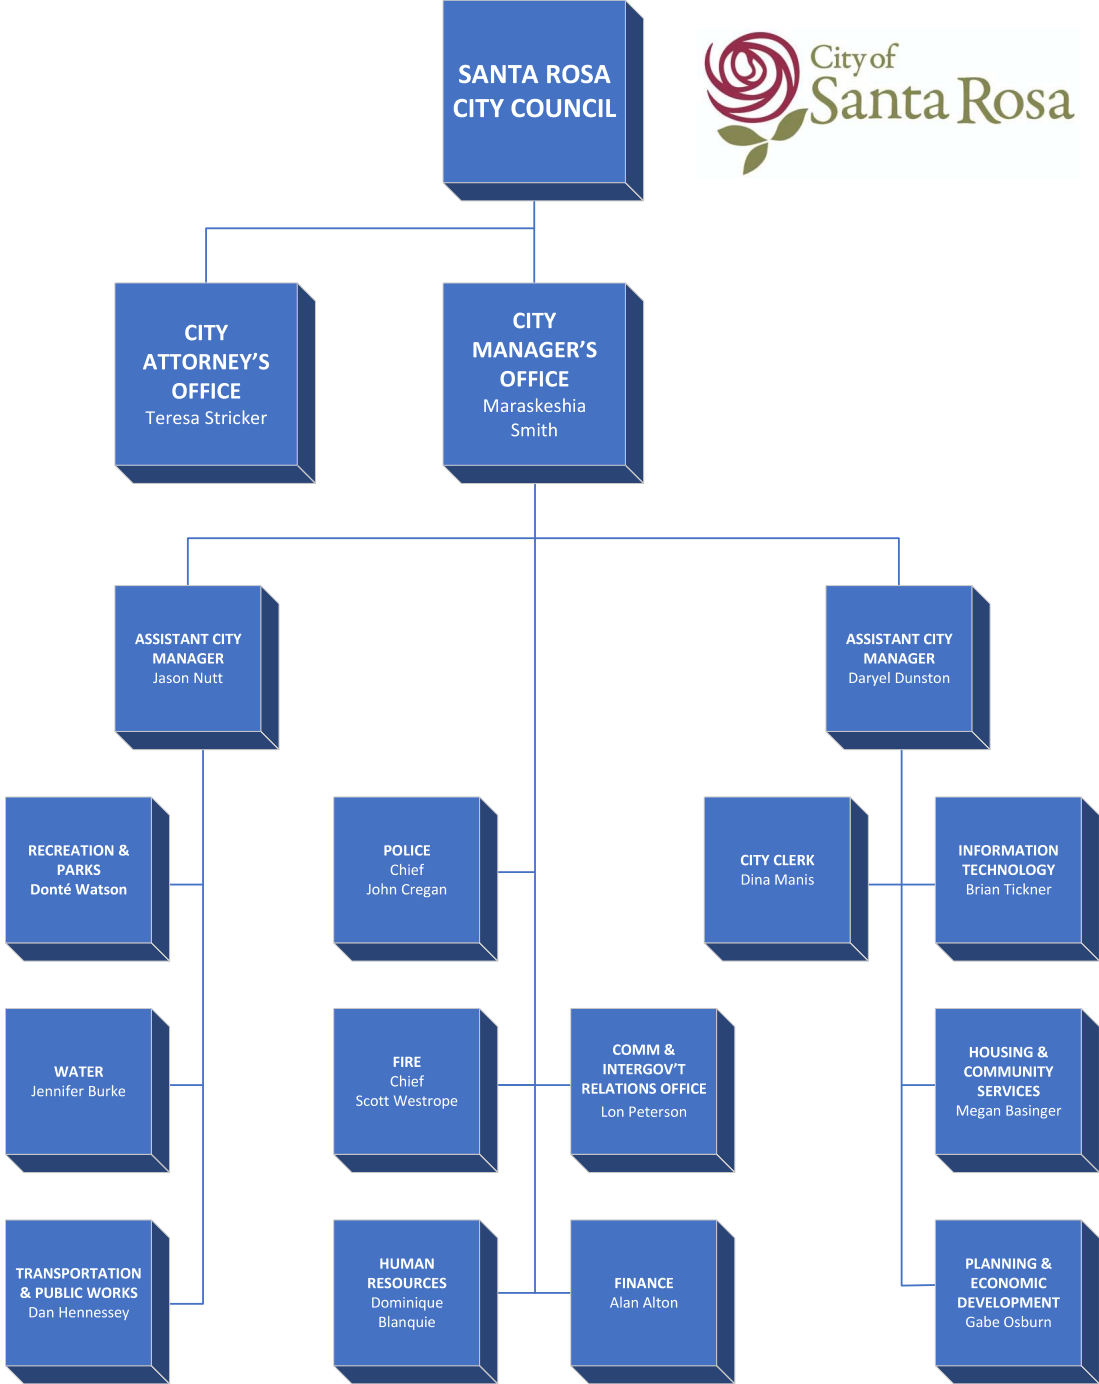 SANTA ROSA
CITY COUNCIL
City of
Santa Rosa
CITY
ATTORNEY’S
OFFICE
Teresa Stricker
CITY
MANAGER’S
OFFICE
Maraskeshia
Smith
ASSISTANT CITY
MANAGER
Jason Nutt
ASSISTANT CITY
MANAGER
Daryel Dunston
RECREATION &
PARKS
Donté Watson
POLICE
Chief
John Cregan
CITY CLERK
Dina Manis
INFORMATION
TECHNOLOGY
Brian Tickner
WATER
Jennifer Burke
FIRE
Chief
Scott Westrope
COMM &
INTERGOV’T
RELATIONS OFFICE
Lon Peterson
HOUSING &
COMMUNITY
SERVICES
Megan Basinger
TRANSPORTATION
& PUBLIC WORKS
Dan Hennessey
HUMAN
RESOURCES
Dominique
Blanquie
FINANCE
Alan Alton
PLANNING &
ECONOMIC
DEVELOPMENT
Gabe Osburn